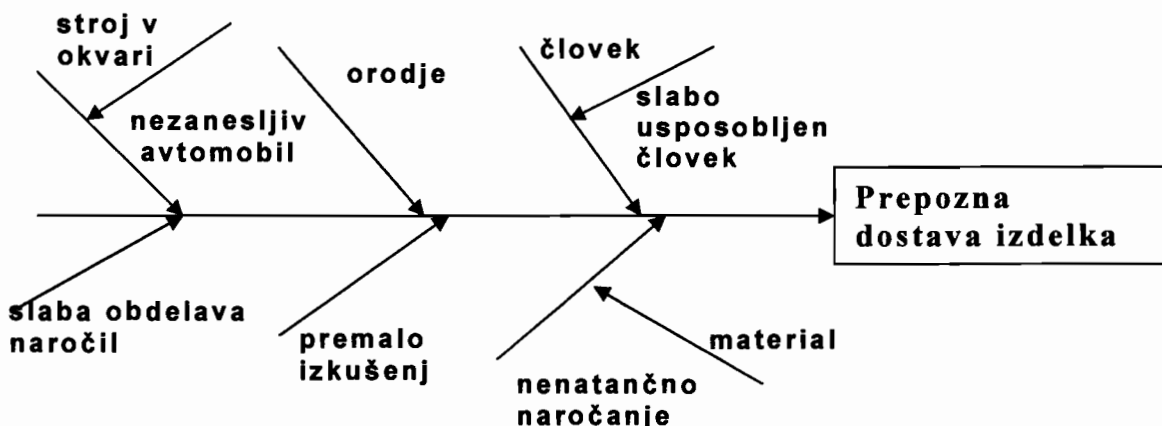 stroj v
okvari
orodje
človek
nezanesljiv
avtomobil
slabo
usposobljen
človek
Prepozna
dostava izdelka
slaba obdelava
naročil
premalo
izkušenj
material
nenatančno
naročanje